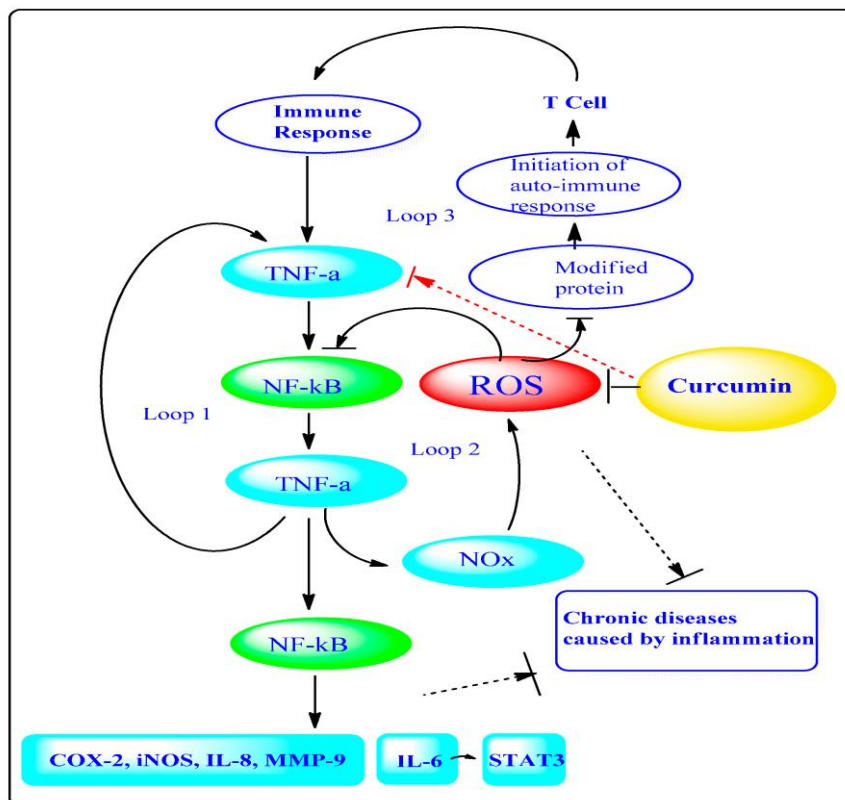 Immune
Response
T Cell
Initiation of
auto-immune
response
Loop 3
TNF-a
Modified
protein
NF-kB
ROS
Curcumin
Loop 1
Loop 2
TNF-a
NOx
Chronic diseases
caused by inflammation
NF-kB
COX-2, iNOS, IL-8, MMP-9
IL-6
STAT3